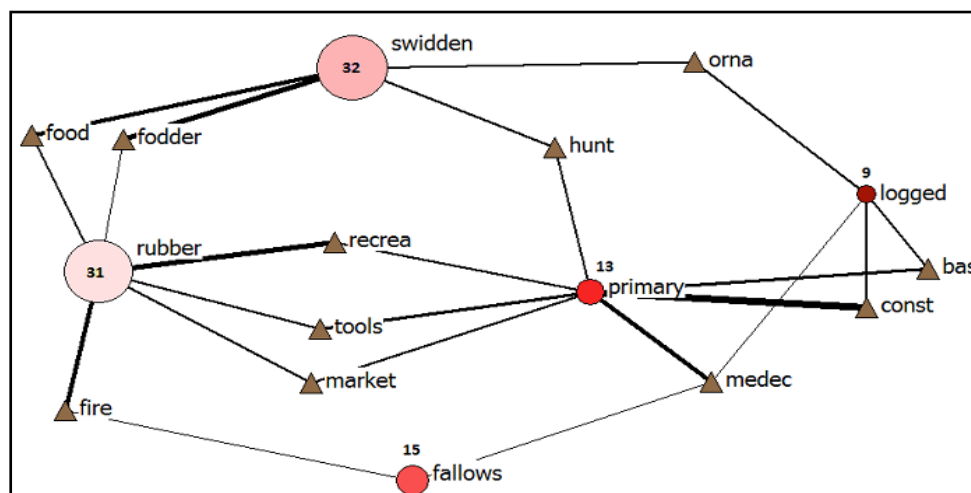 swidden
32
orna
food
fodder
hunt
9
logged
rubber
recrea
31
13
primary
bas
const
tools
market
medec
fire
15
fallows